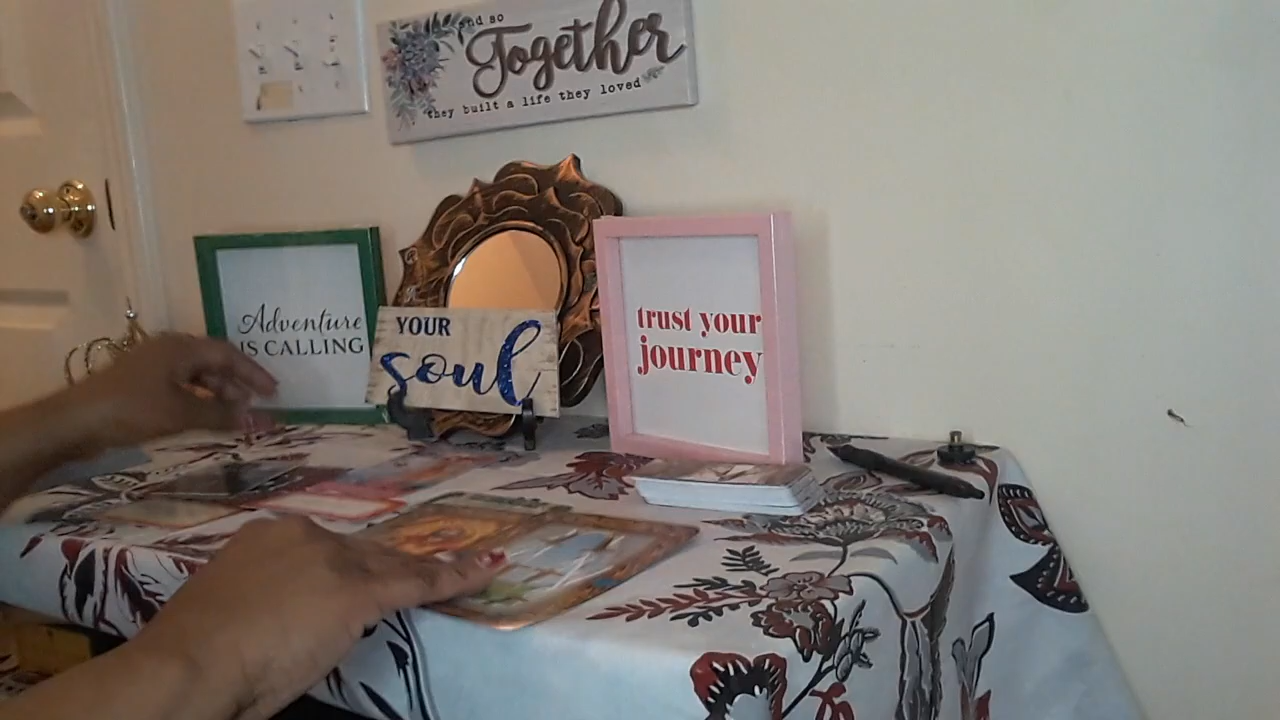 and so
Together
they built a life they loved
Adventure
IS CALLING
YOUR
soul
trust your
journey